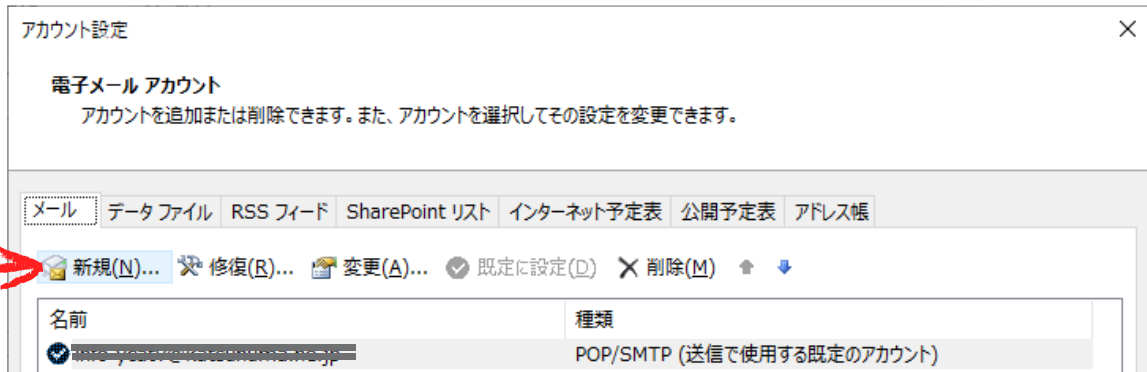 アカウント設定
電子メール アカウント
アカウントを追加または削除できます。また、アカウントを選択してその設定を変更できます。
メール データ ファイル RSS フィード SharePoint リスト インターネット予定表 公開予定表 アドレス帳
新規(N)... 修復(R)... 変更(A)... 既定に設定(D) 削除(M)
名前 種類
POP/SMTP (送信で使用する既定のアカウント)